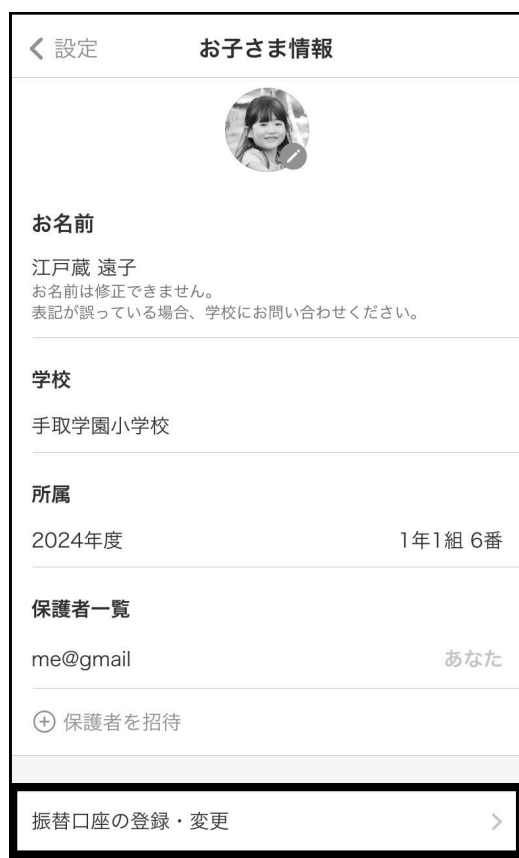 設定 お子さま情報
お名前
江戸蔵 遠子
お名前は修正できません。
表記が誤っている場合、学校にお問い合わせください。
学校
手取学園小学校
所属
2024年度 1年1組 6番
保護者一覧
me@gmail あなた
保護者を招待
振替口座の登録・変更